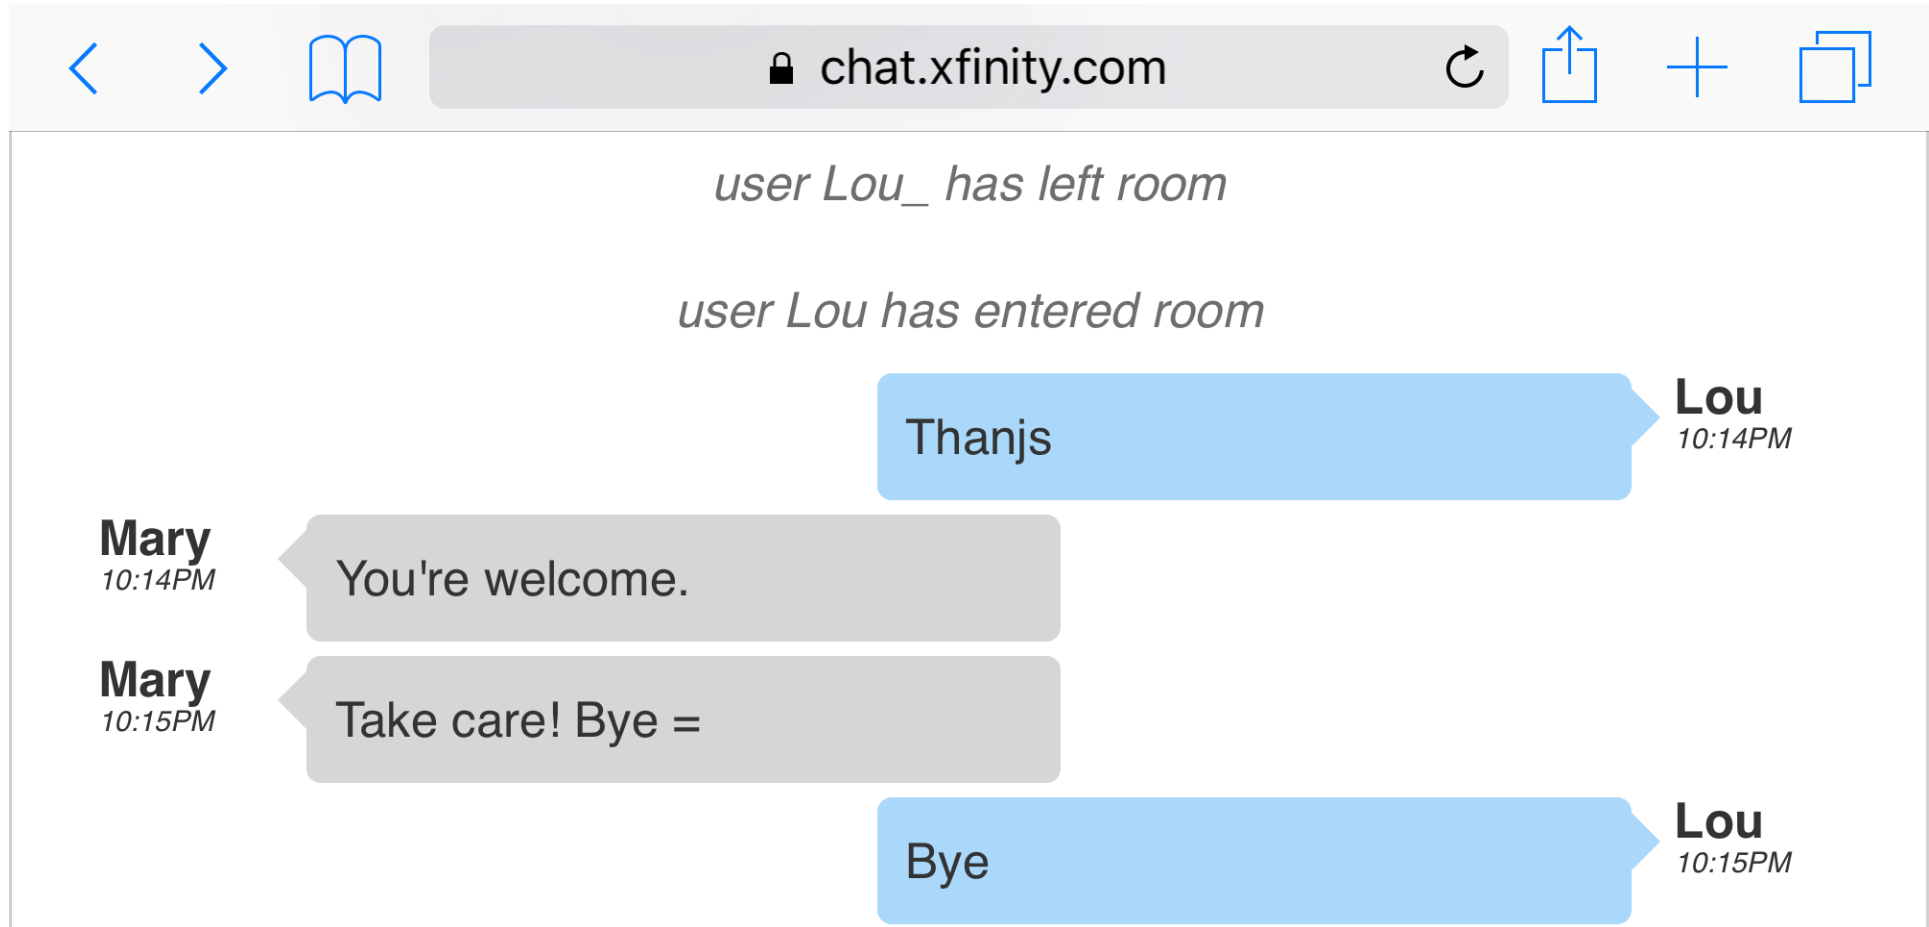 chat.xfinity.com
user Lou_ has left room
user Lou has entered room
Lou
10:14PM
Thanjs
Mary
10:14PM
You're welcome.
Mary
10:15PM
Take care! Bye =
Lou
10:15PM
Bye